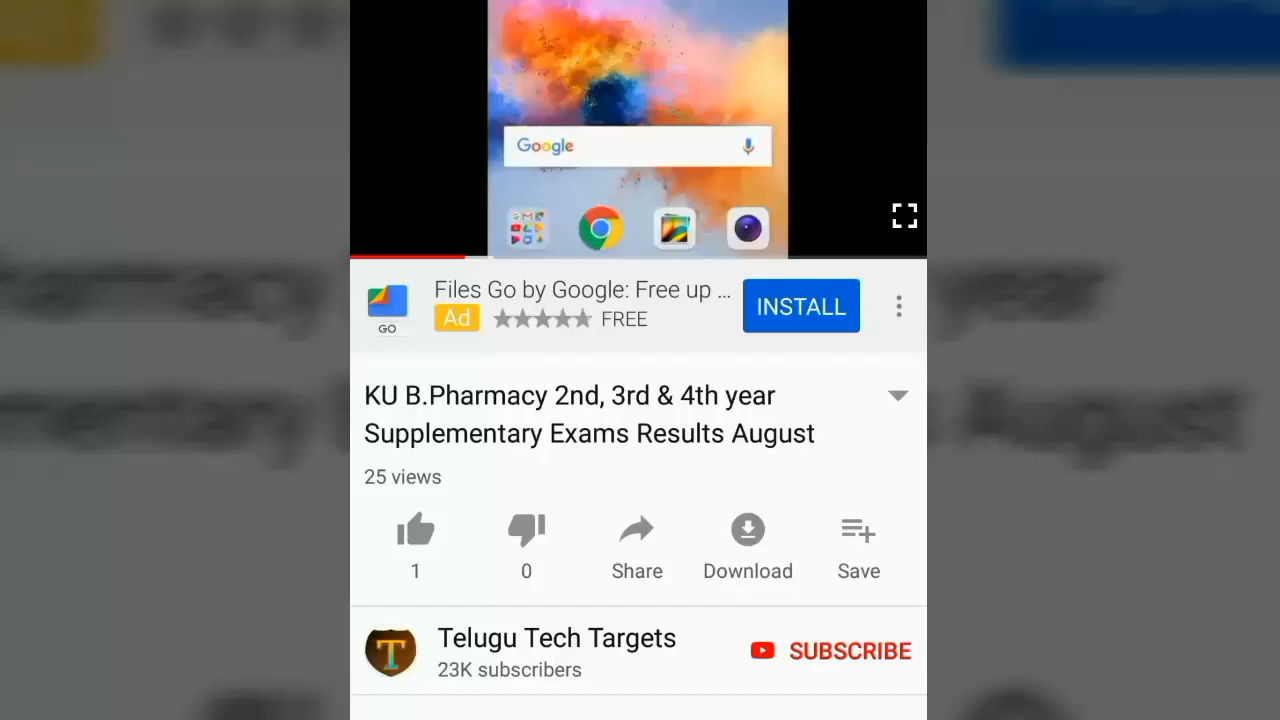 Google
Files Go by Google: Free up ...
Ad
FREE
INSTALL
GO
KU B.Pharmacy 2nd, 3rd & 4th year
Supplementary Exams Results August
25 views
1
0
Share
Download
Save
T
Telugu Tech Targets
23K subscribers
SUBSCRIBE